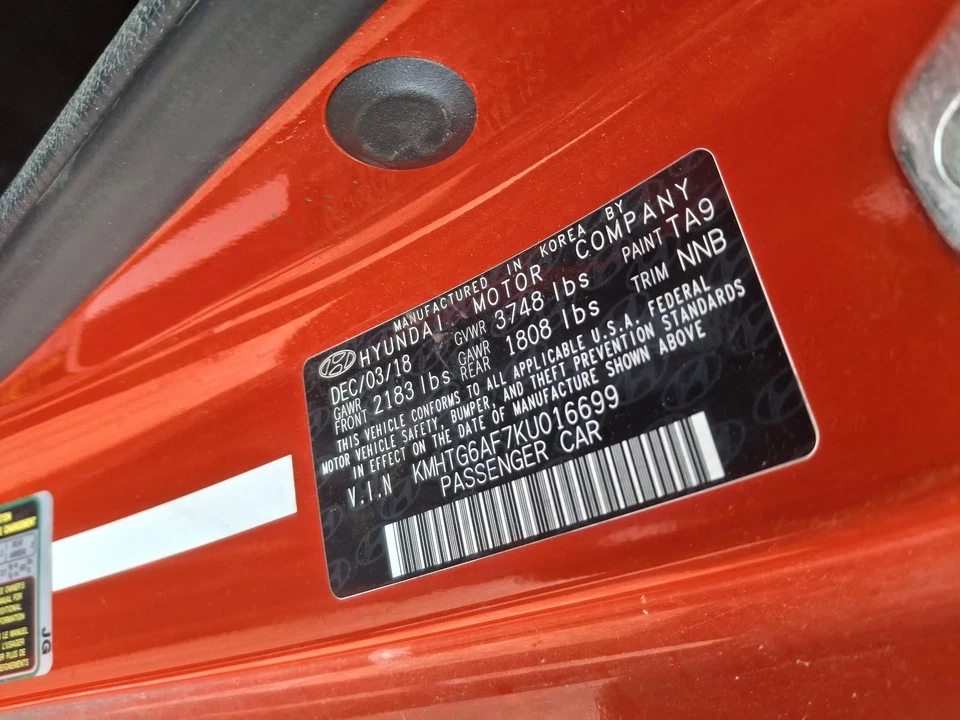 MANUFACTURED IN KOREA BY
HYUNDAI MOTOR COMPANY
DEC/03/18 GVWR 3748 lbs PAINT TA9
GAWR FRONT 2183 lbs GAWR REAR 1808 lbs TRIM NNB
THIS VEHICLE CONFORMS TO ALL APPLICABLE U.S.A. FEDERAL
MOTOR VEHICLE SAFETY, BUMPER, AND THEFT PREVENTION STANDARDS
IN EFFECT ON THE DATE OF MANUFACTURE SHOWN ABOVE
V.I.N KMHTG6AF7KU016699
PASSENGER CAR
JG